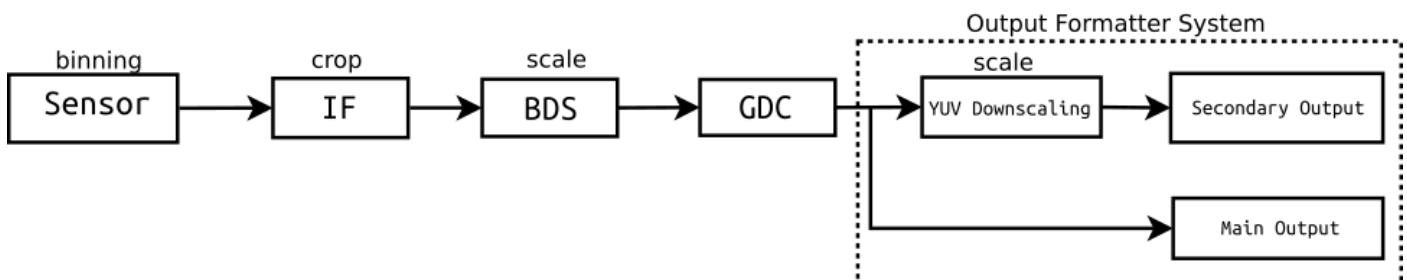 Output Formatter System
binning
crop
scale
scale
Sensor
IF
BDS
GDC
YUV Downscaling
Secondary Output
Main Output